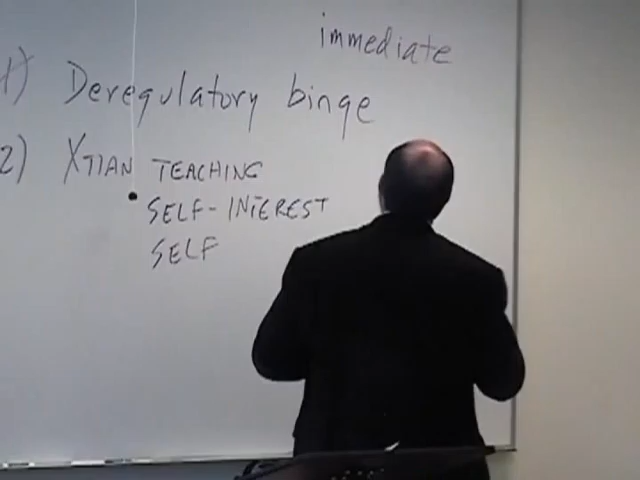 immediate
1) Deregulatory binge
2) XTIAN TEACHING
SELF-INTEREST
SELF